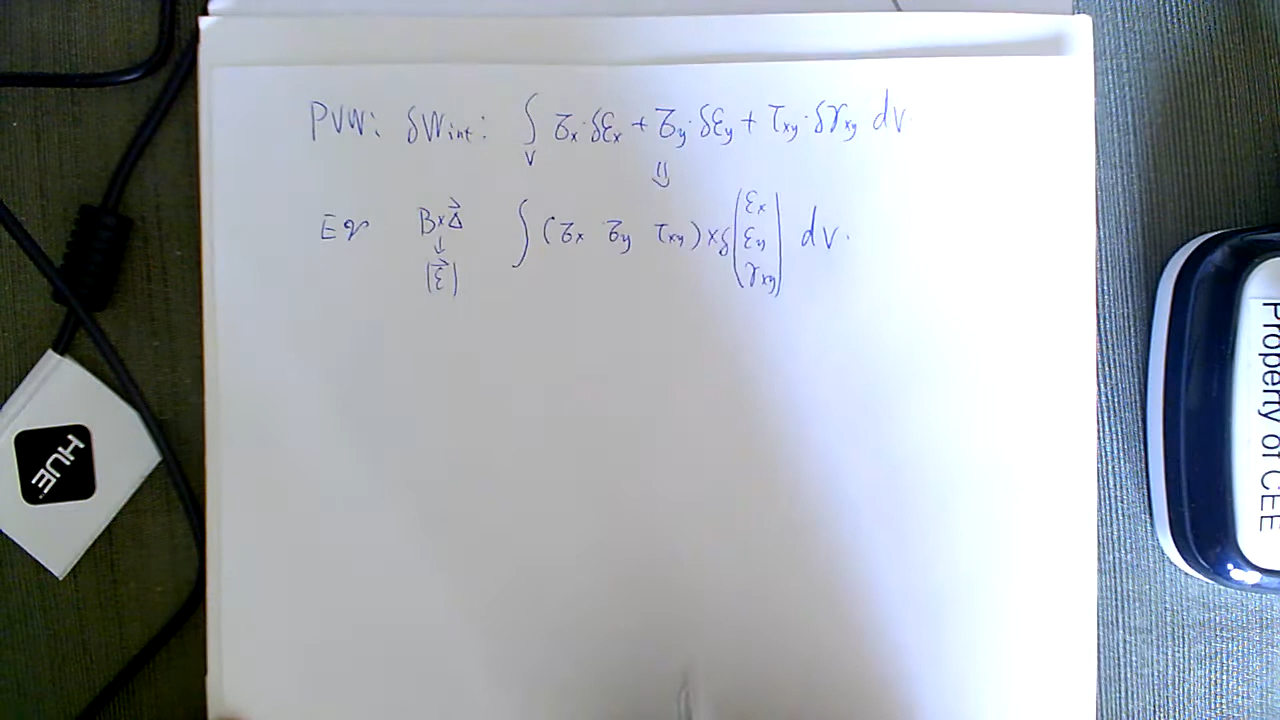 PVW: δWint: ∫V σx·δεx + σy·δεy + τxy·δγxy dv.
⇓
Eq B×Δ⃗ ∫ (σx σy τxy)×δ(εx εy γxy) dv.
↓
|ε⃗|
HUE
Property of CEE